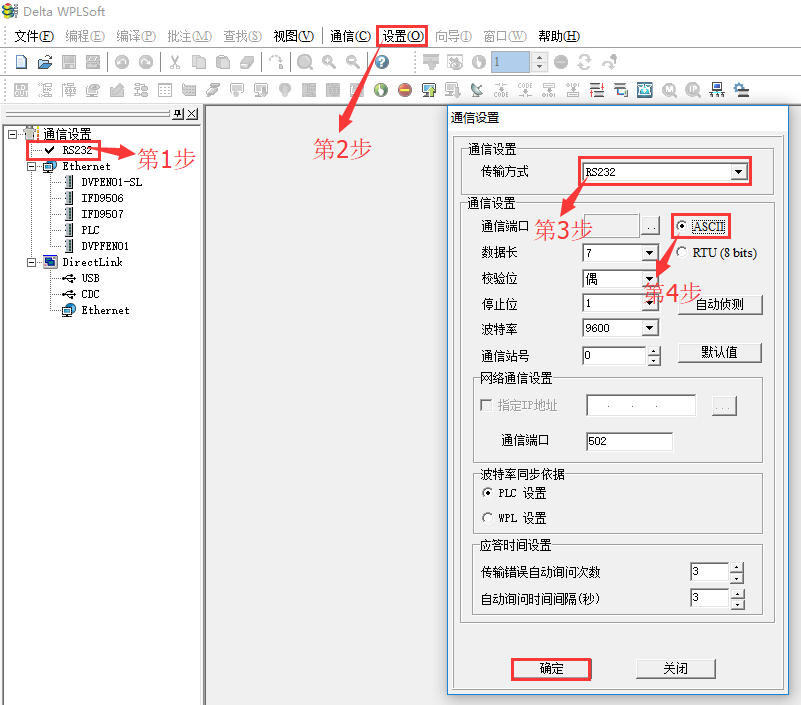 Delta WPLSoft
文件(F) 编程(E) 编译(P) 批注(M) 查找(S) 视图(V) 通信(C) 设置(O) 向导(I) 窗口(W) 帮助(H)
1
CODE CODE
通信设置
RS232
Ethernet
DVPEN01-SL
IFD9506
IFD9507
PLC
DVPFEN01
DirectLink
USB
CDC
Ethernet
第1步
第2步
通信设置
通信设置
传输方式 RS232
通信设置
通信端口 .. ASCII
第3步
数据长 7 RTU (8 bits)
校验位 偶
第4步
停止位 1 自动侦测
波特率 9600
通信站号 0 默认值
网络通信设置
指定IP地址 . . . ...
通信端口 502
波特率同步依据
PLC 设置
WPL 设置
应答时间设置
传输错误自动询问次数 3
自动询问时间间隔(秒) 3
确定 关闭